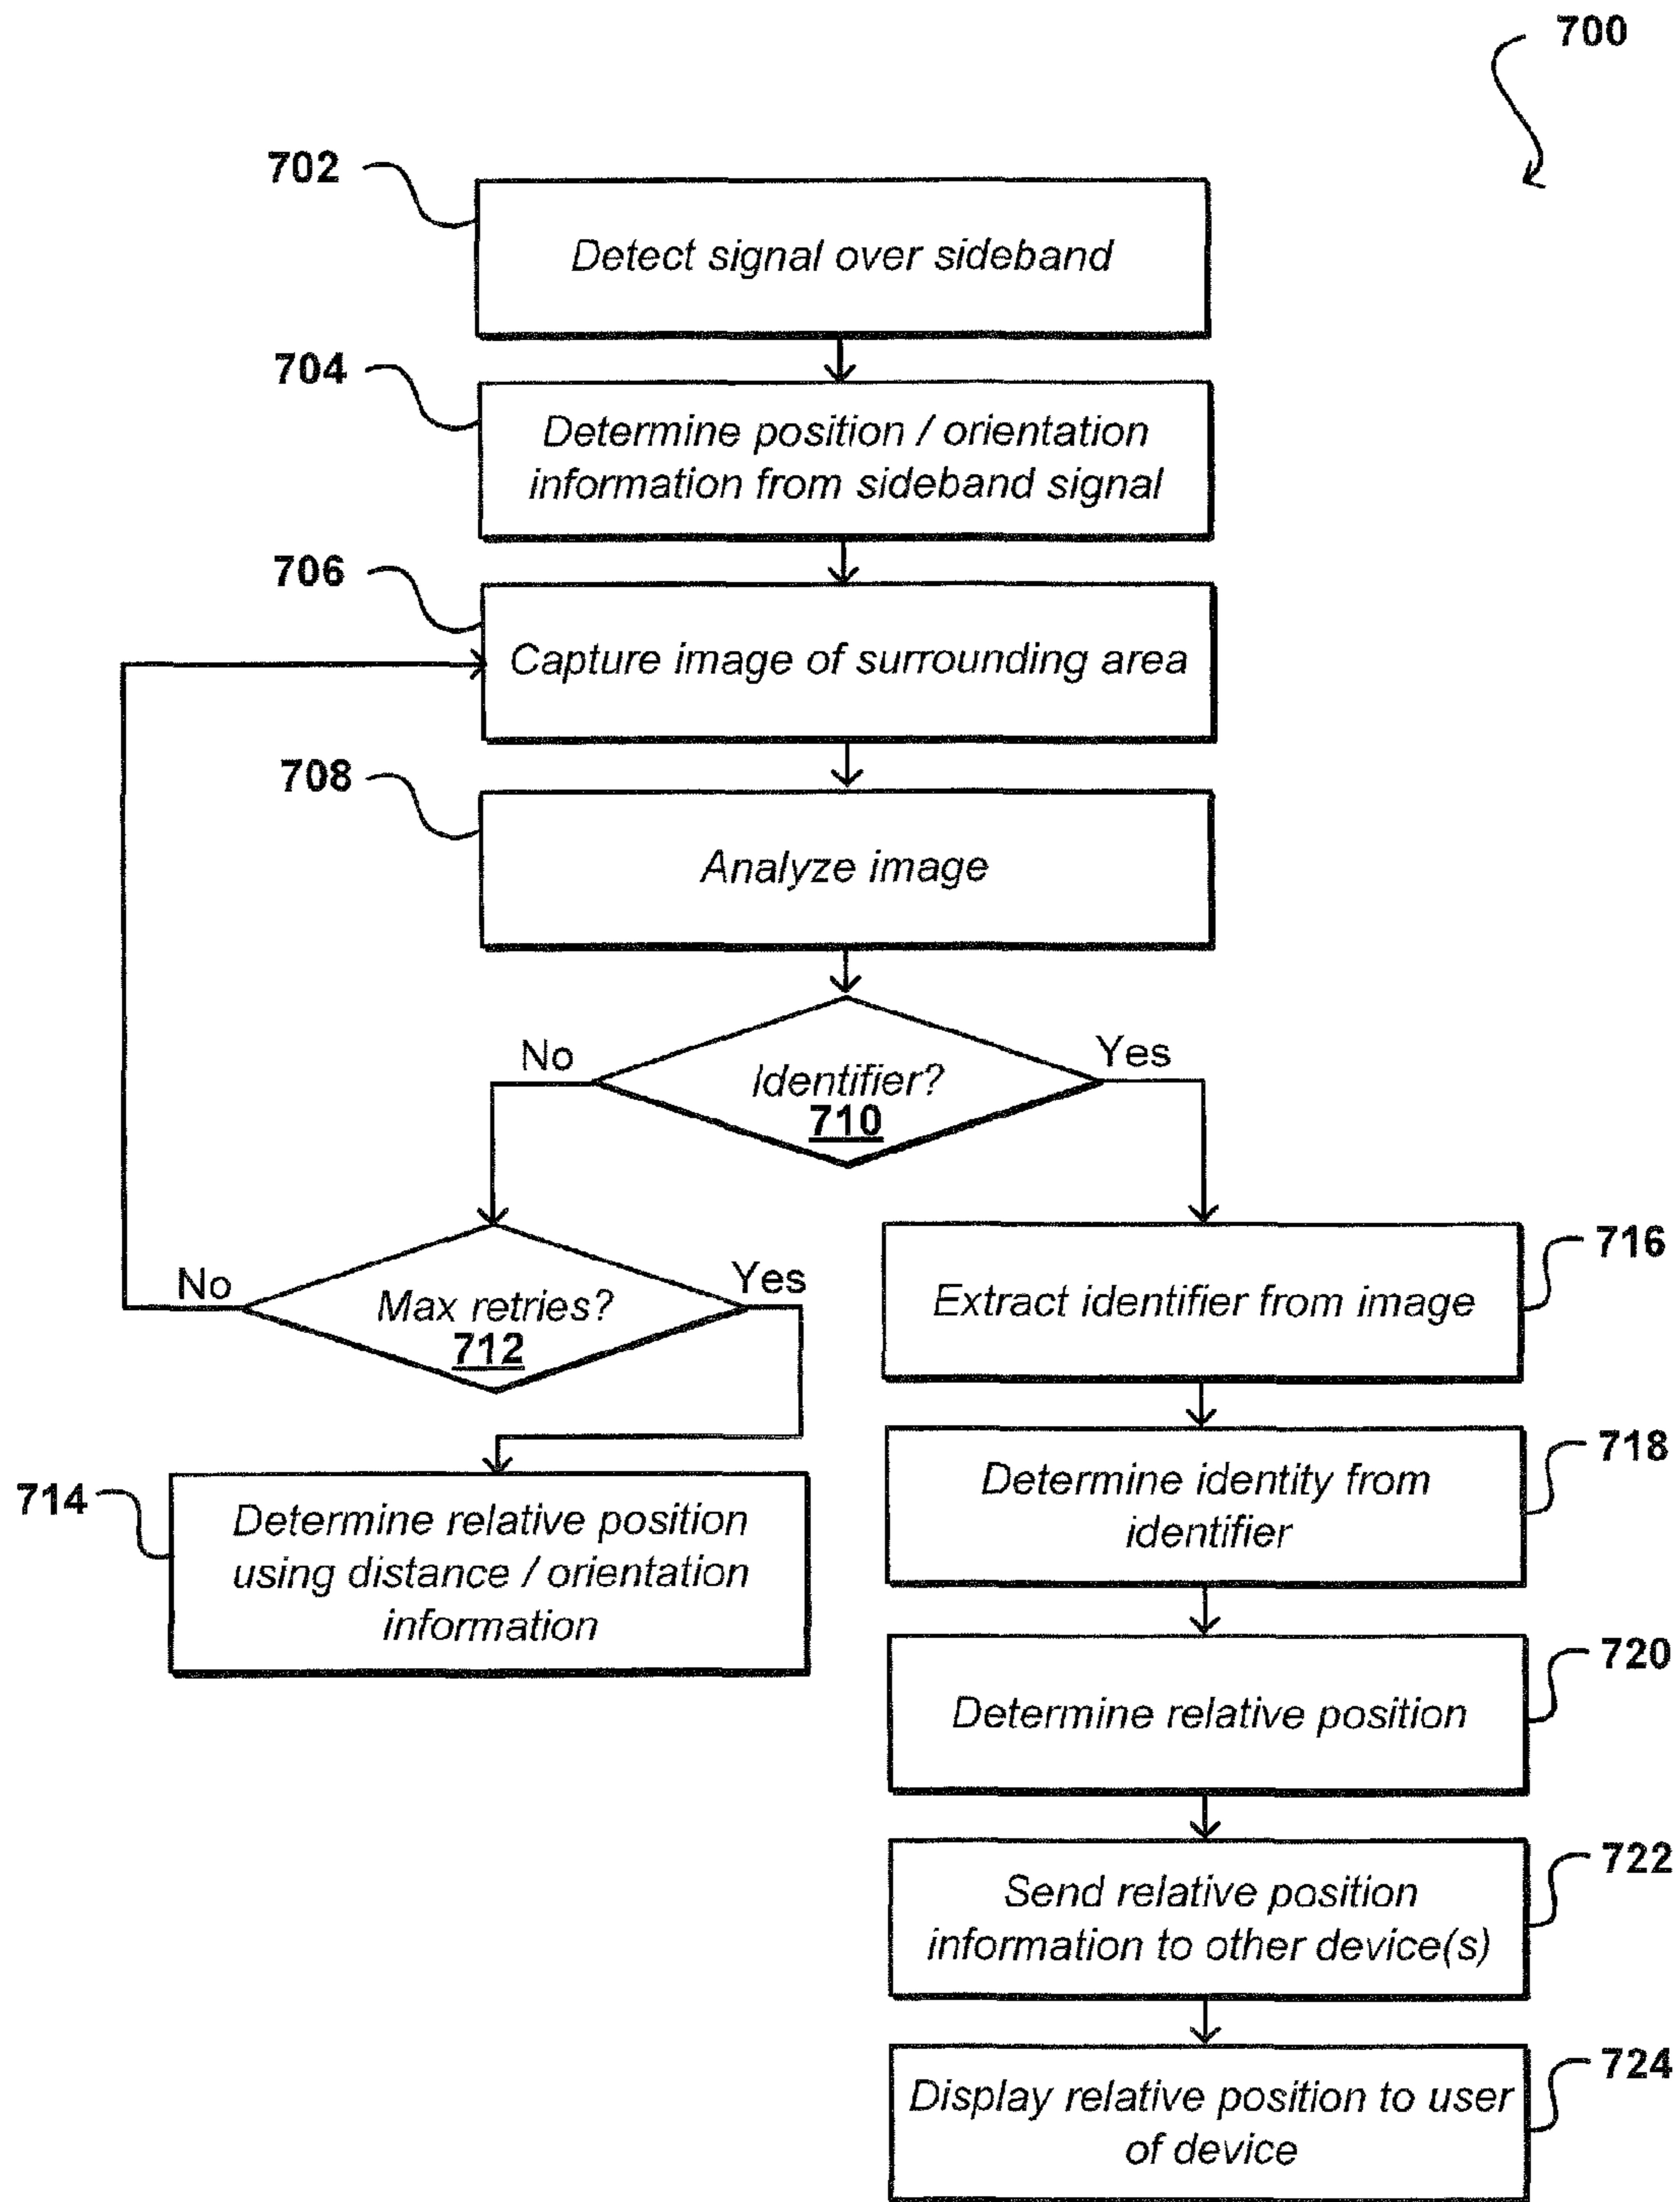 700
702
Detect signal over sideband
704
Determine position / orientation
information from sideband signal
706
Capture image of surrounding area
708
Analyze image
No
Yes
Identifier?
710
No
Yes
Max retries?
712
716
Extract identifier from image
714
Determine relative position
using distance / orientation
information
718
Determine identity from
identifier
720
Determine relative position
722
Send relative position
information to other device(s)
724
Display relative position to user
of device